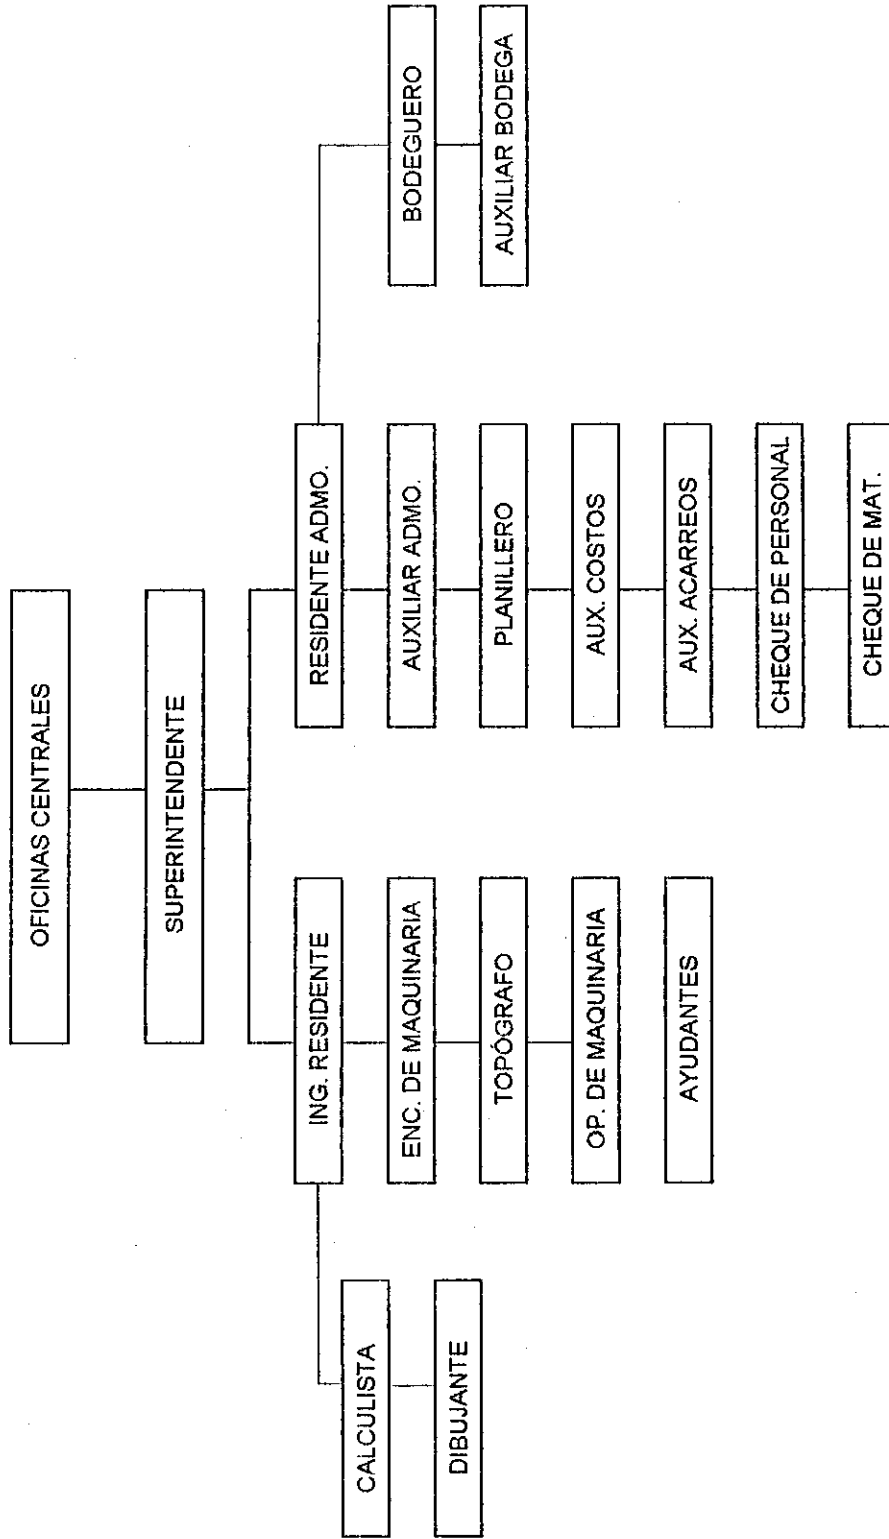 OFICINAS CENTRALES
SUPERINTENDENTE
ING. RESIDENTE
RESIDENTE ADMO.
CALCULISTA
DIBUJANTE
ENC. DE MAQUINARIA
TOPÓGRAFO
OP. DE MAQUINARIA
AYUDANTES
AUXILIAR ADMO.
PLANILLERO
AUX. COSTOS
AUX. ACARREOS
CHEQUE DE PERSONAL
CHEQUE DE MAT.
BODEGUERO
AUXILIAR BODEGA